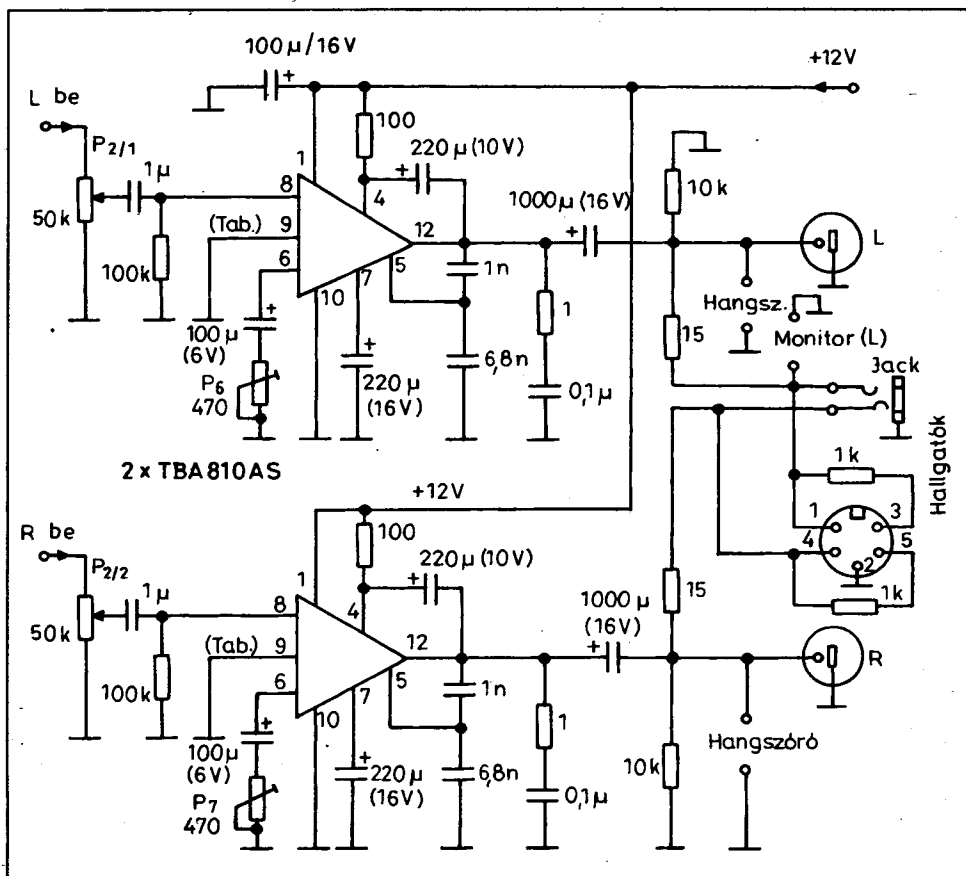 100µ/16V
+
+12V
L be
P2/1
1µ
50k
100k
(Tab.)
1
8
9
6
10
7
5
4
12
100
220µ(10V)
+
1000µ(16V)
+
10k
L
1n
1
6,8n
0,1µ
+
100µ
(6V)
P6
470
+
220µ
(16V)
Hangsz.
15
Monitor (L)
Jack
Hallgatók
1k
1
3
4
5
2
1k
2 x TBA810AS
+12V
R be
P2/2
1µ
50k
100k
(Tab.)
1
8
9
6
10
7
5
4
12
100
220µ(10V)
+
1000µ
(16V)
+
15
R
1n
1
6,8n
0,1µ
+
100µ
(6V)
P7
470
+
220µ
(16V)
10k
Hangszóró